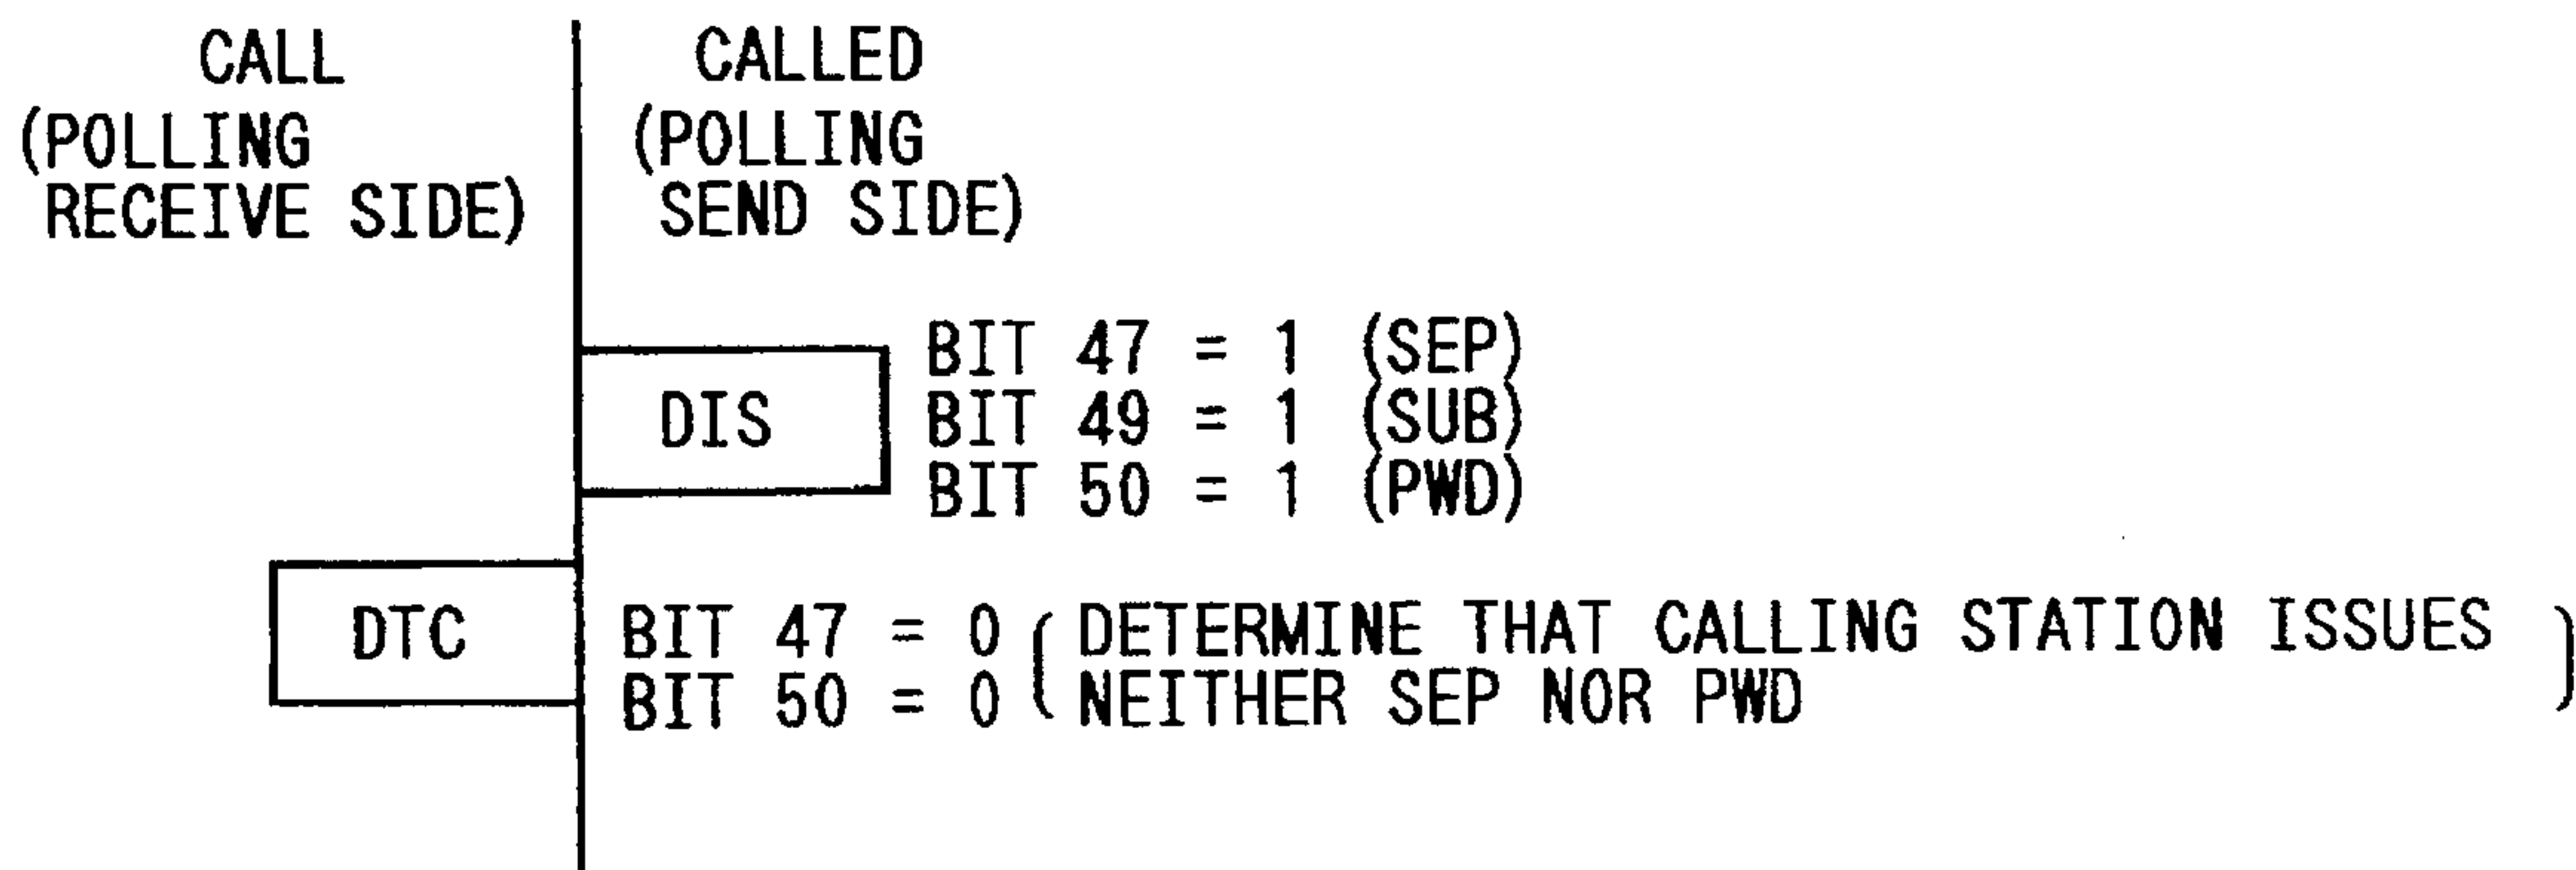 CALL
(POLLING
RECEIVE SIDE)
CALLED
(POLLING
SEND SIDE)
DIS
BIT 47 = 1 (SEP)
BIT 49 = 1 (SUB)
BIT 50 = 1 (PWD)
DTC
BIT 47 = 0 ( DETERMINE THAT CALLING STATION ISSUES )
BIT 50 = 0 NEITHER SEP NOR PWD